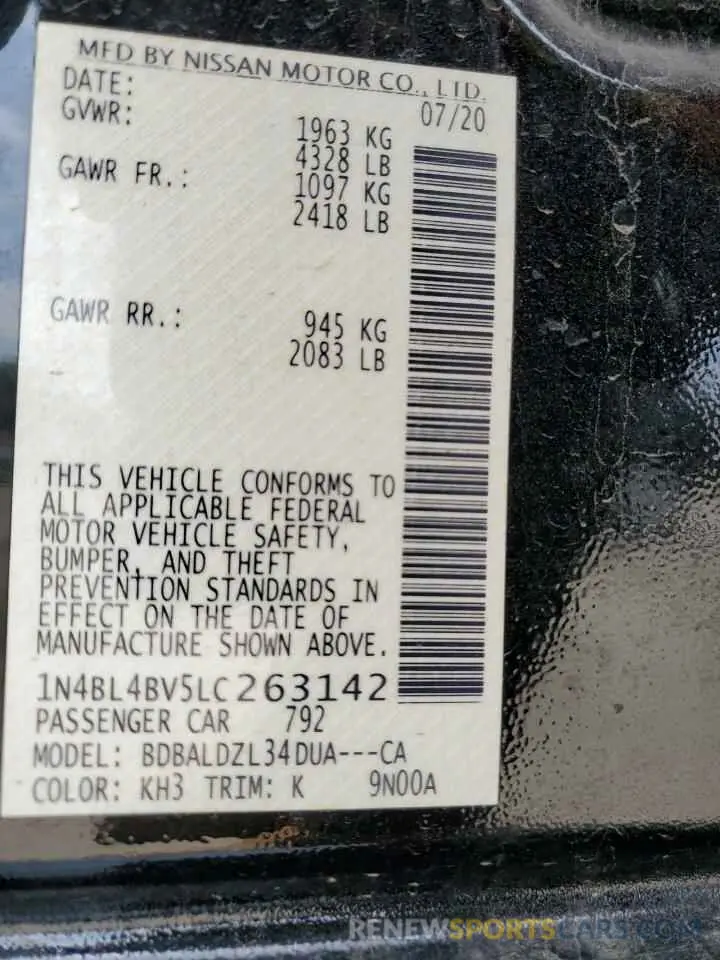 MFD BY NISSAN MOTOR CO., LTD.
DATE: 07/20
GVWR: 1963 KG
4328 LB
GAWR FR.: 1097 KG
2418 LB
GAWR RR.: 945 KG
2083 LB
THIS VEHICLE CONFORMS TO
ALL APPLICABLE FEDERAL
MOTOR VEHICLE SAFETY,
BUMPER, AND THEFT
PREVENTION STANDARDS IN
EFFECT ON THE DATE OF
MANUFACTURE SHOWN ABOVE.
1N4BL4BV5LC263142
PASSENGER CAR 792
MODEL: BDBALDZL34DUA---CA
COLOR: KH3 TRIM: K 9N00A
RENEWSPORTSCARS.COM